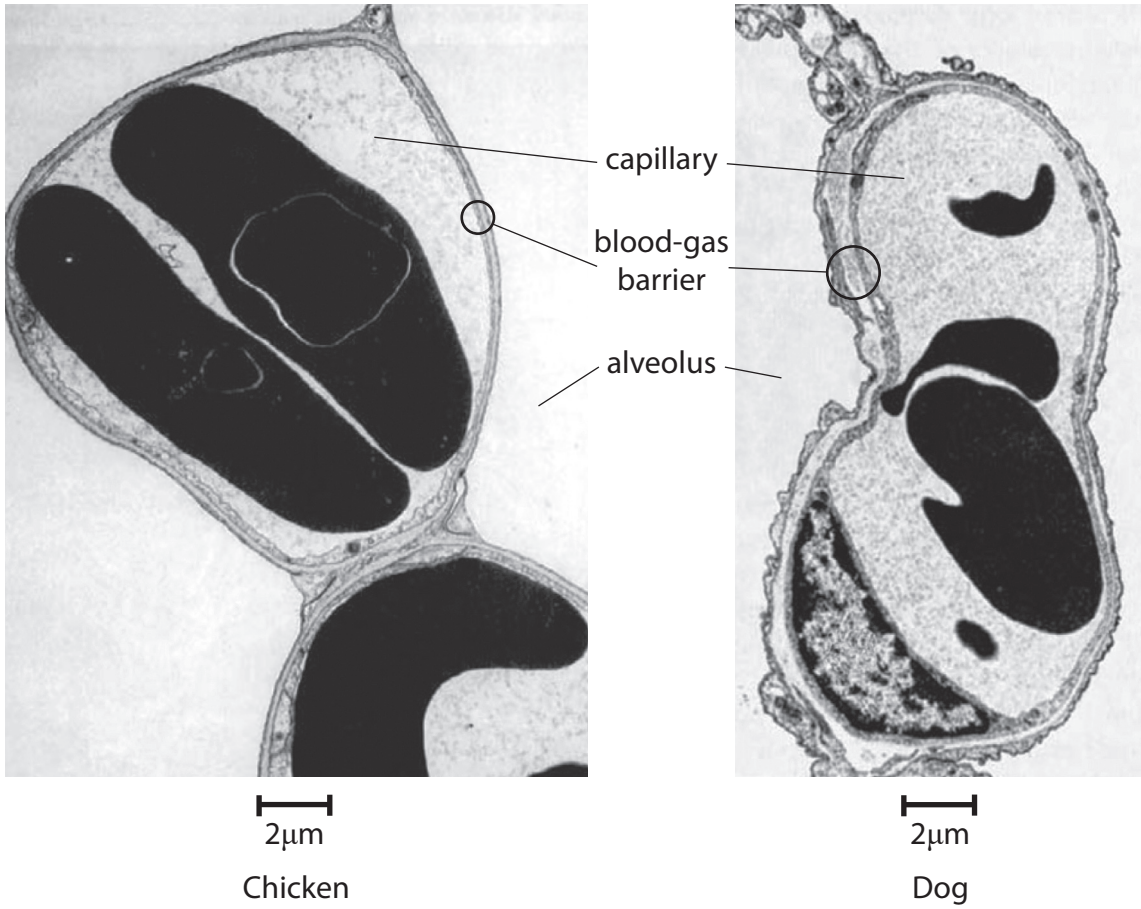 capillary
blood-gas
barrier
alveolus
2μm
2μm
Chicken
Dog